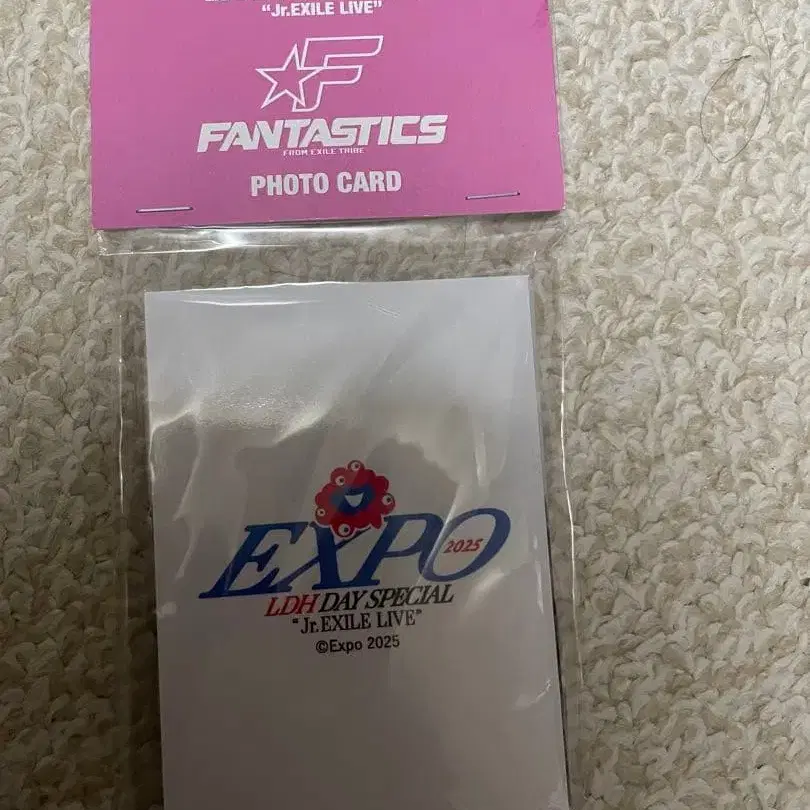 "Jr.EXILE LIVE"
F
FANTASTICS
FROM EXILE TRIBE
PHOTO CARD
EXPO
2025
LDH DAY SPECIAL
"Jr.EXILE LIVE"
©Expo 2025